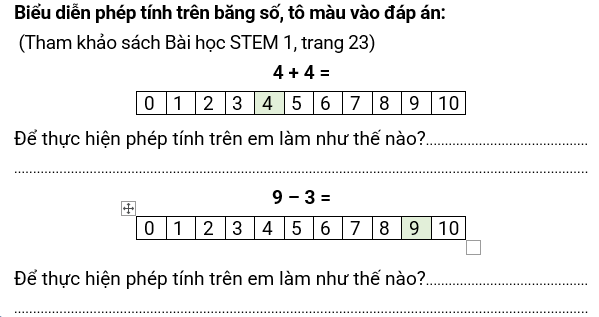 Biểu diễn phép tính trên băng số, tô màu vào đáp án:
(Tham khảo sách Bài học STEM 1, trang 23)
4 + 4 =
0 1 2 3 4 5 6 7 8 9 10
Để thực hiện phép tính trên em làm như thế nào?..........................................
..........................................................................................................................
9 – 3 =
0 1 2 3 4 5 6 7 8 9 10
Để thực hiện phép tính trên em làm như thế nào?..........................................
..........................................................................................................................